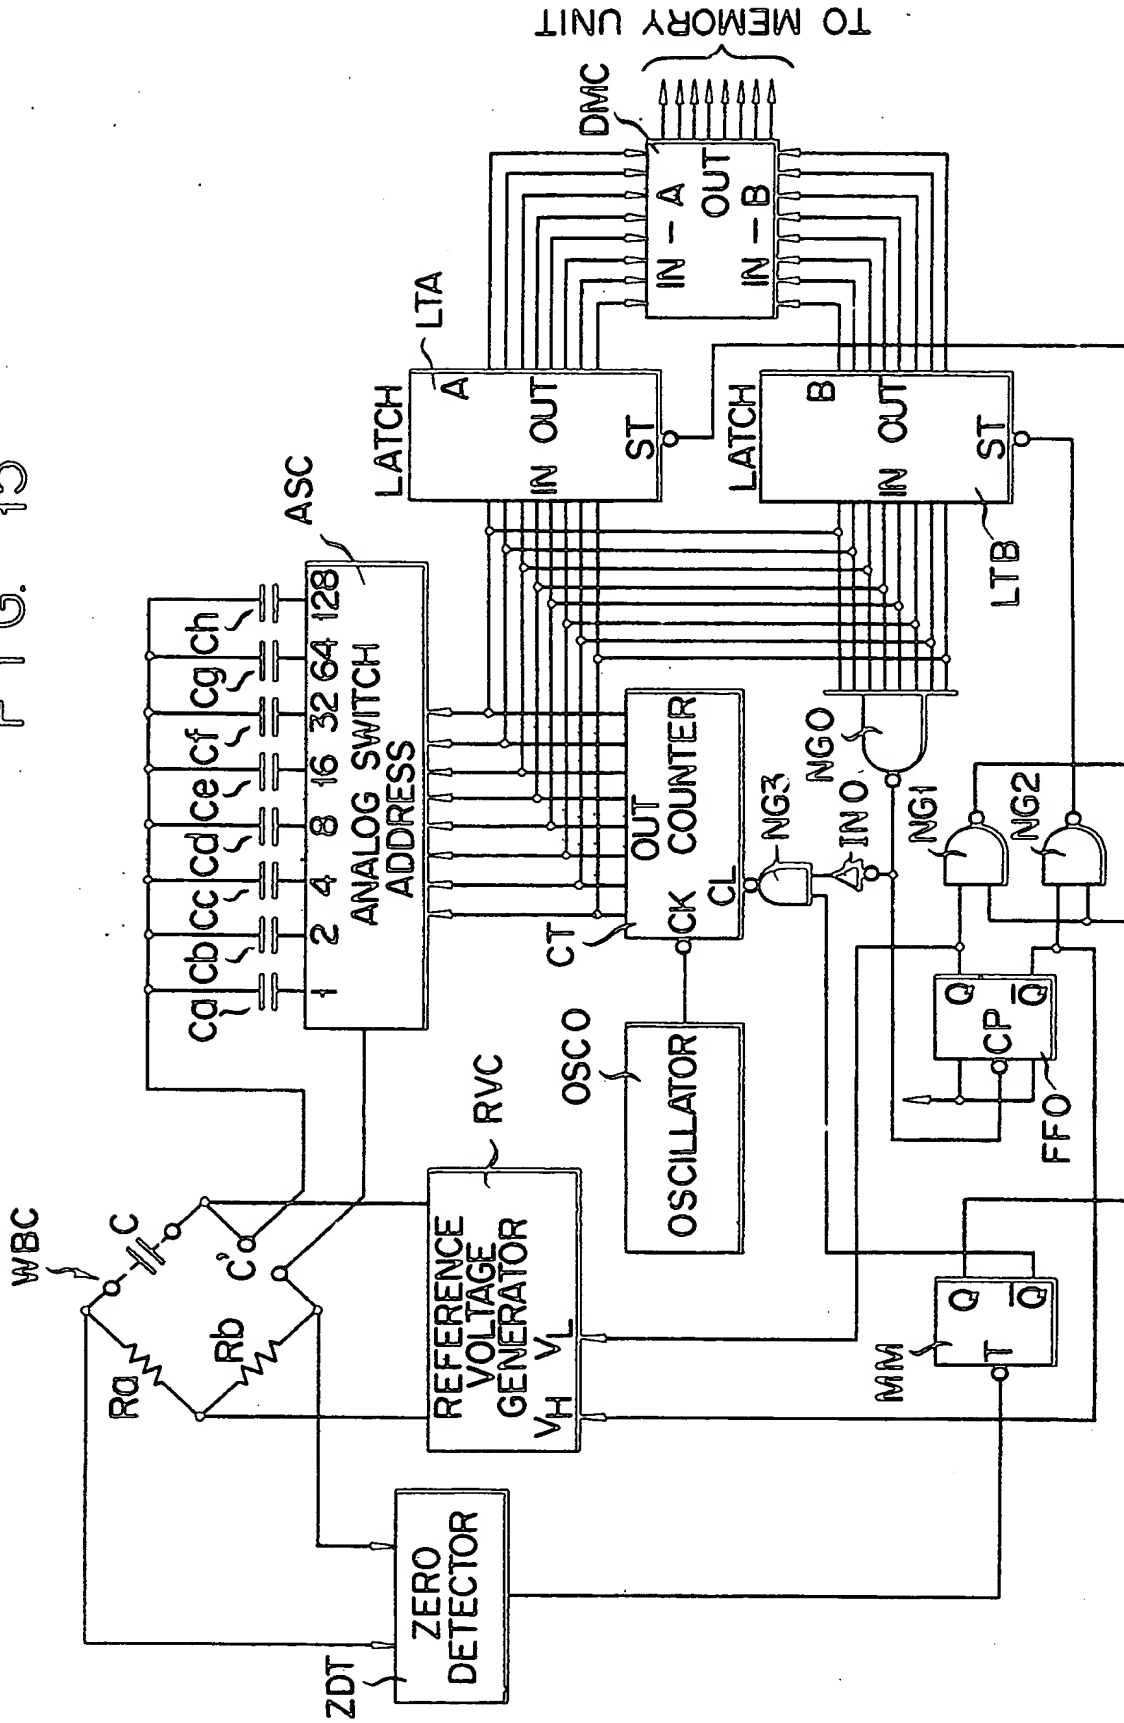 FIG. 15
WBC
C
C'
Ra
Rb
Ca
Cb
Cc
Cd
Ce
Cf
Cg
Ch
1
2
4
8
16
32
64
128
ANALOG SWITCH
ADDRESS
ASC
ZDT
ZERO
DETECTOR
REFERENCE
VOLTAGE
GENERATOR
VH
VL
RVC
OSCO
OSCILLATOR
CT
OUT
COUNTER
CK
CL
NG3
INO
NGO
NG1
NG2
LATCH
A
IN OUT
ST
LTA
LATCH
B
IN OUT
ST
LTB
DMC
IN-A
OUT
IN-B
TO MEMORY UNIT
MM
T
Q
Q̅
FFO
CP
Q
Q̅